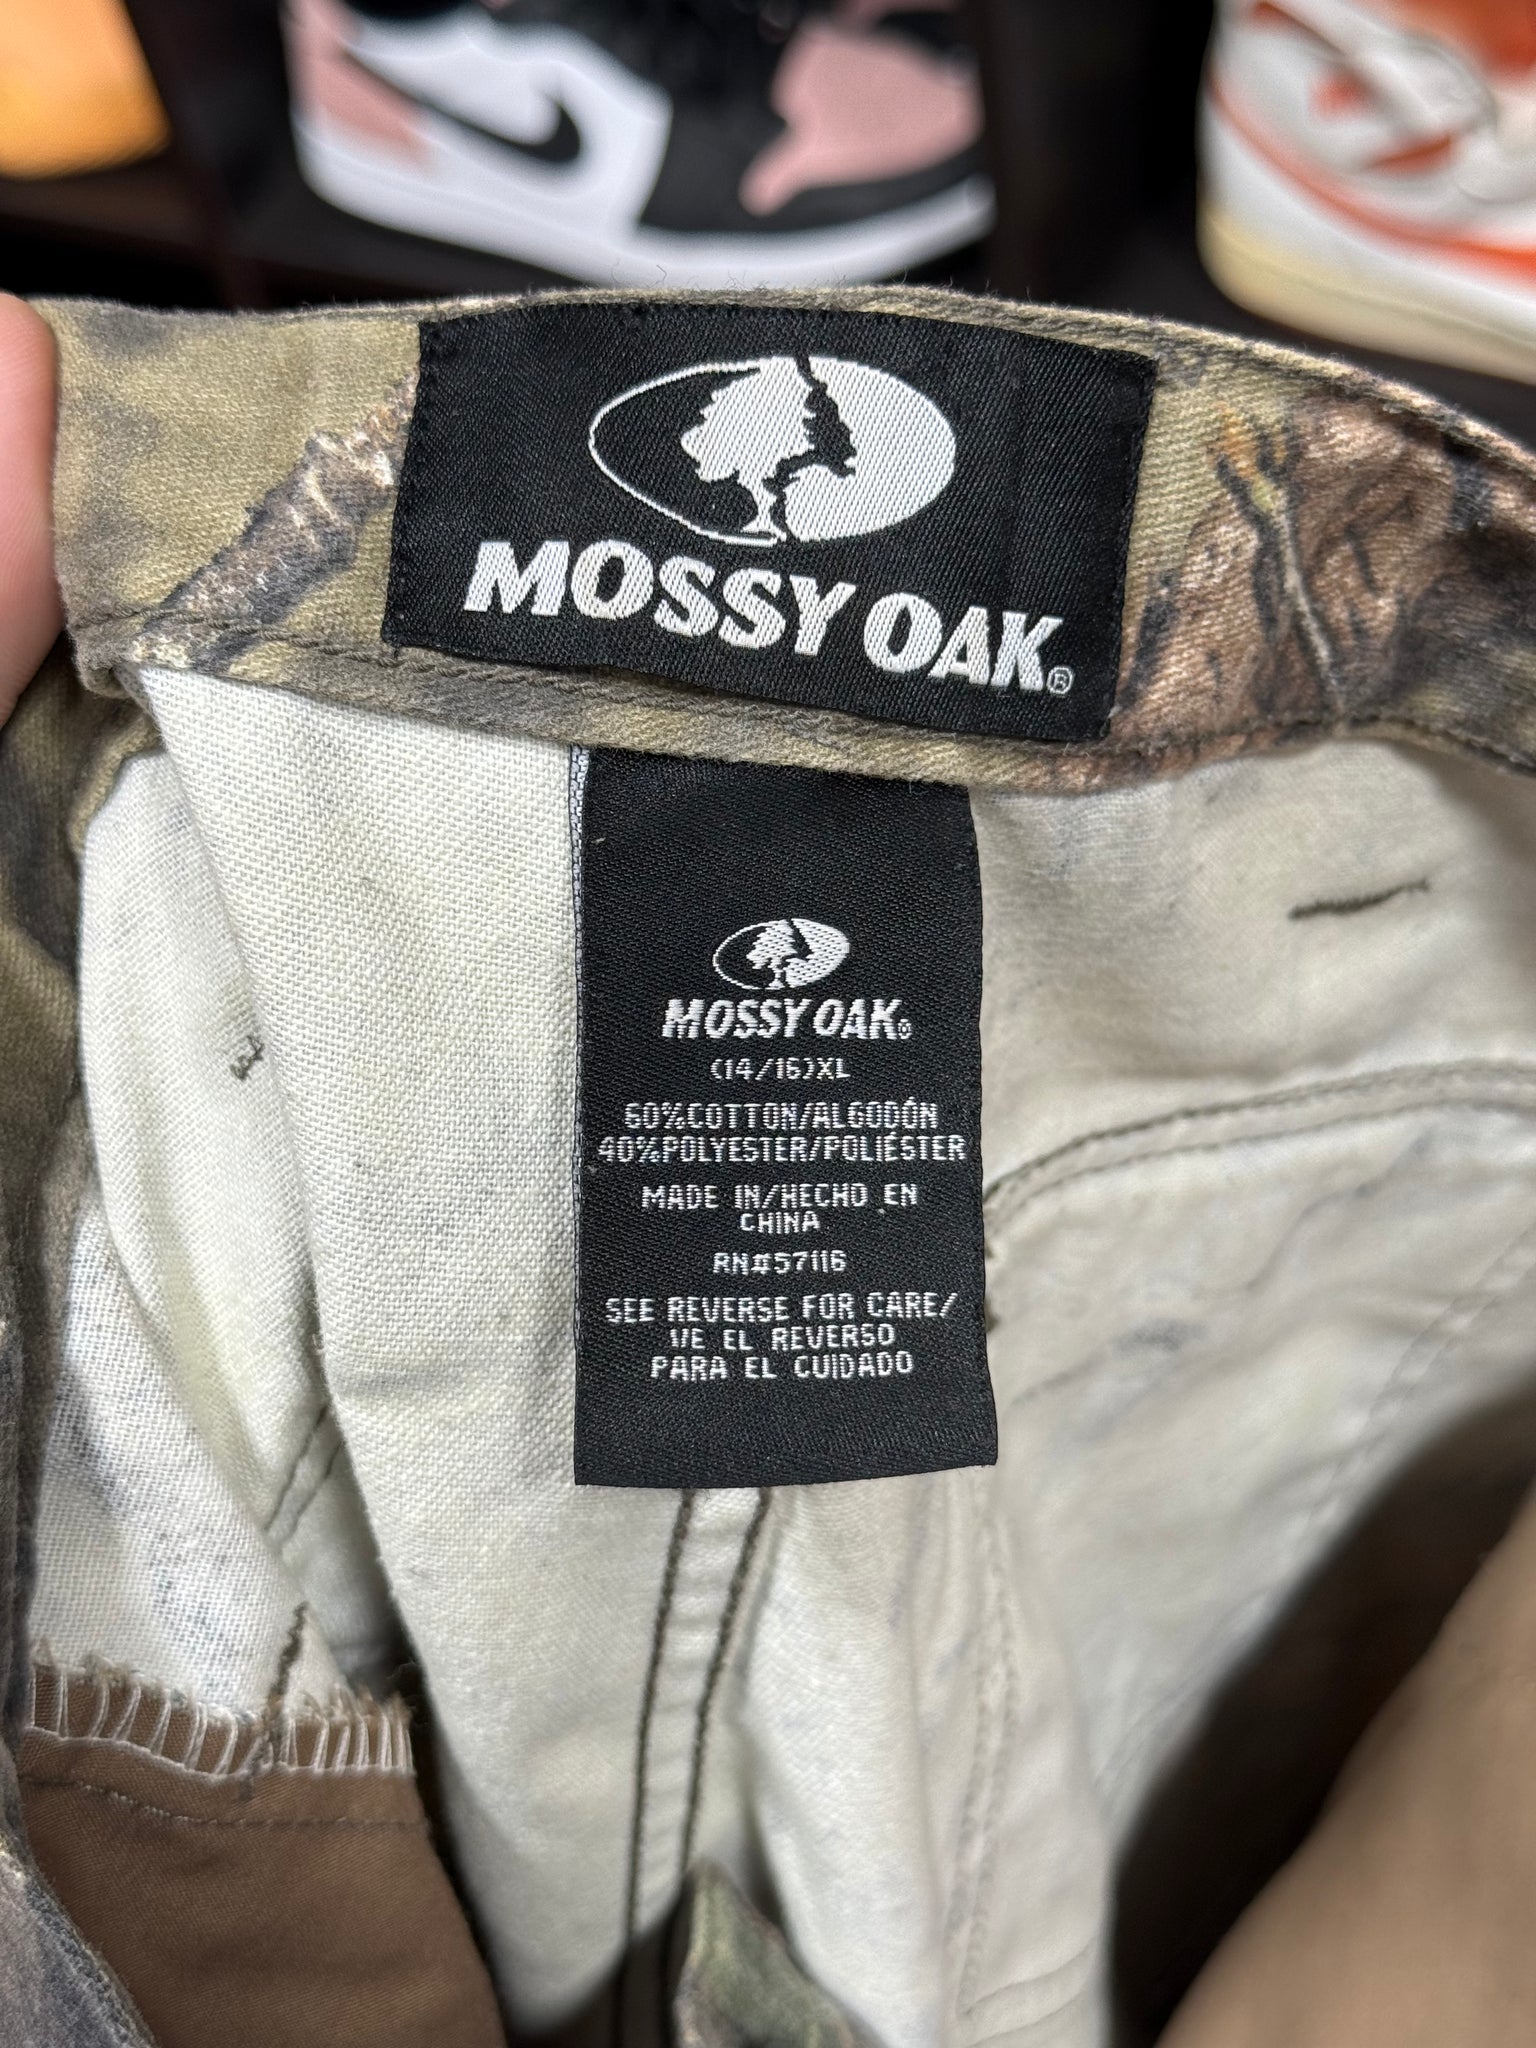 MOSSY OAK®
MOSSY OAK®
(14/16)XL
60%COTTON/ALGODÓN
40%POLYESTER/POLIÉSTER
MADE IN/HECHO EN
CHINA
RN#57116
SEE REVERSE FOR CARE/
VE EL REVERSO
PARA EL CUIDADO